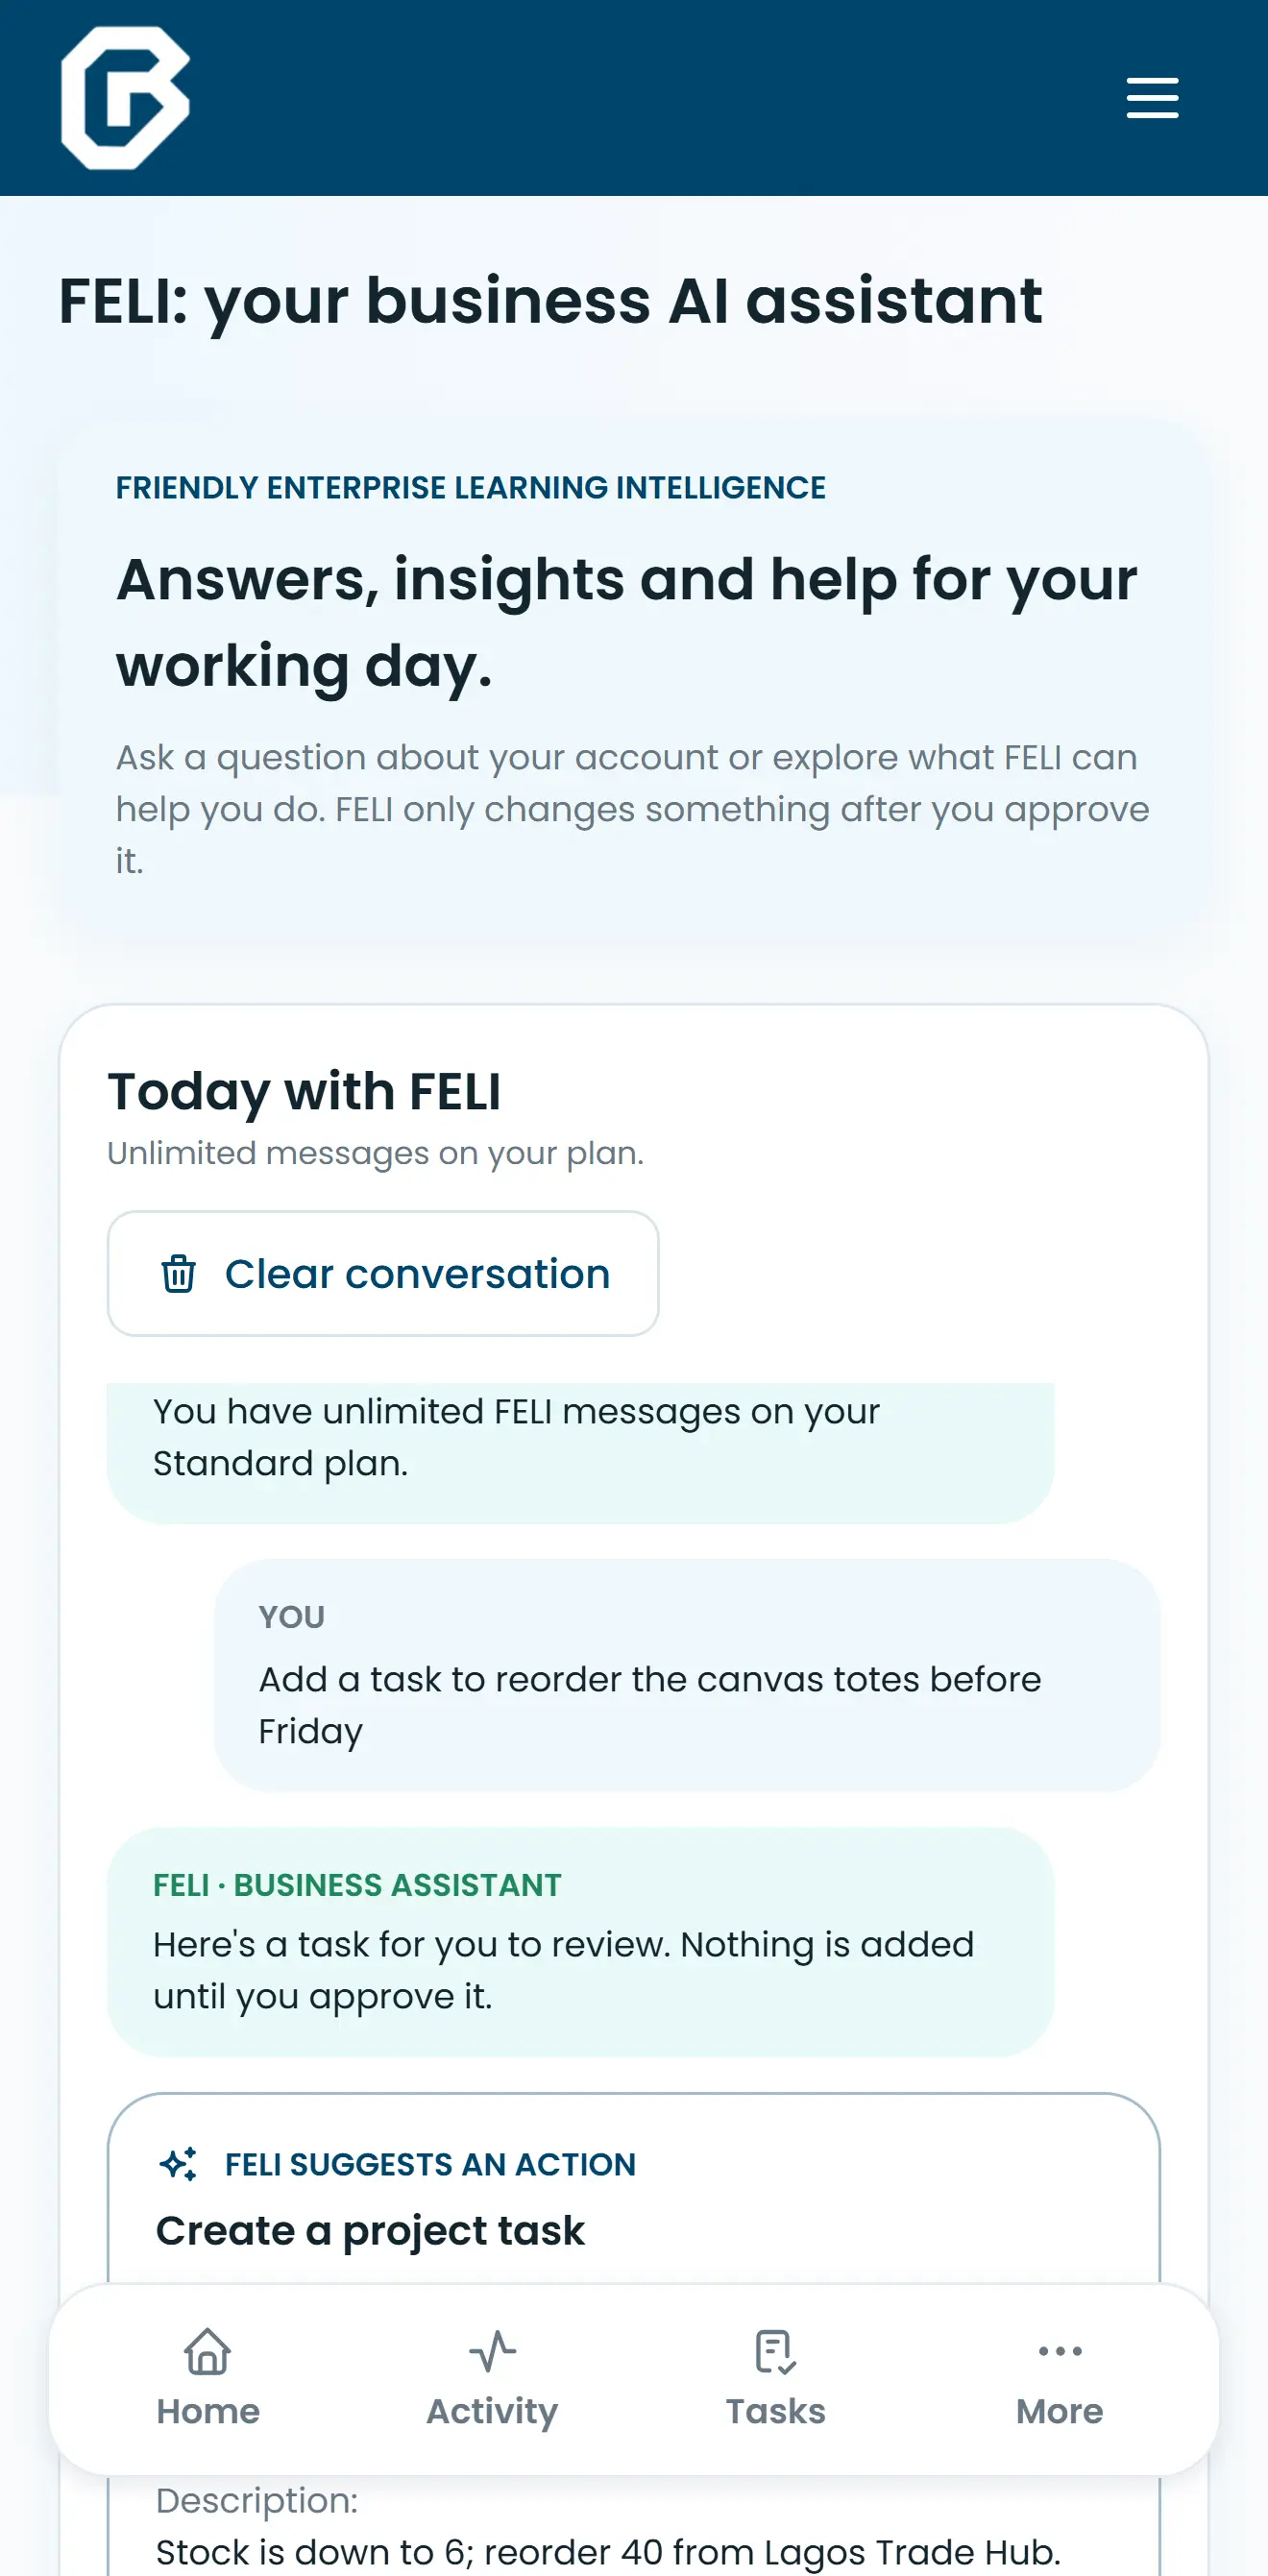 FELI: your business AI assistant
FRIENDLY ENTERPRISE LEARNING INTELLIGENCE
Answers, insights and help for your
working day.
Ask a question about your account or explore what FELI can
help you do. FELI only changes something after you approve
it.
Today with FELI
Unlimited messages on your plan.
Clear conversation
You have unlimited FELI messages on your
Standard plan.
YOU
Add a task to reorder the canvas totes before
Friday
FELI · BUSINESS ASSISTANT
Here's a task for you to review. Nothing is added
until you approve it.
FELI SUGGESTS AN ACTION
Create a project task
Home
Activity
Tasks
More
Description:
Stock is down to 6; reorder 40 from Lagos Trade Hub.